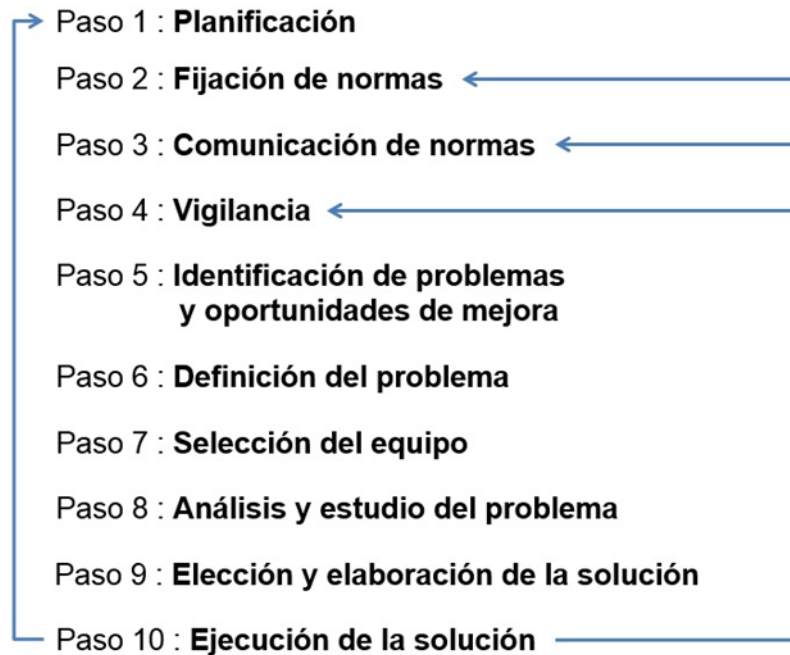 Paso 1 : Planificación
Paso 2 : Fijación de normas
Paso 3 : Comunicación de normas
Paso 4 : Vigilancia
Paso 5 : Identificación de problemas
y oportunidades de mejora
Paso 6 : Definición del problema
Paso 7 : Selección del equipo
Paso 8 : Análisis y estudio del problema
Paso 9 : Elección y elaboración de la solución
Paso 10 : Ejecución de la solución